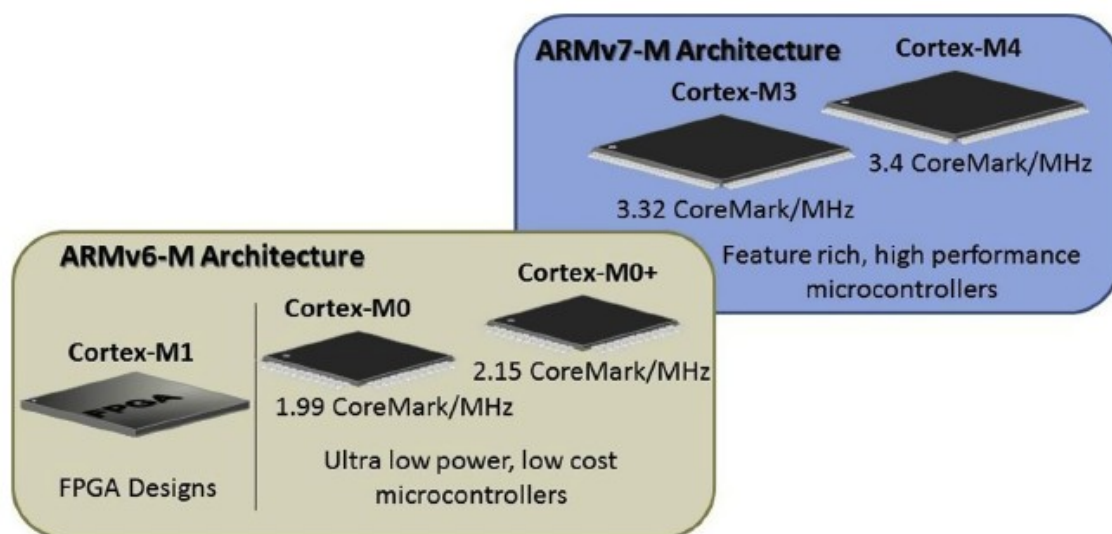 ARMv7-M Architecture
Cortex-M4
Cortex-M3
3.4 CoreMark/MHz
3.32 CoreMark/MHz
Feature rich, high performance
microcontrollers
ARMv6-M Architecture
Cortex-M0+
Cortex-M0
Cortex-M1
2.15 CoreMark/MHz
FPGA
1.99 CoreMark/MHz
Ultra low power, low cost
microcontrollers
FPGA Designs